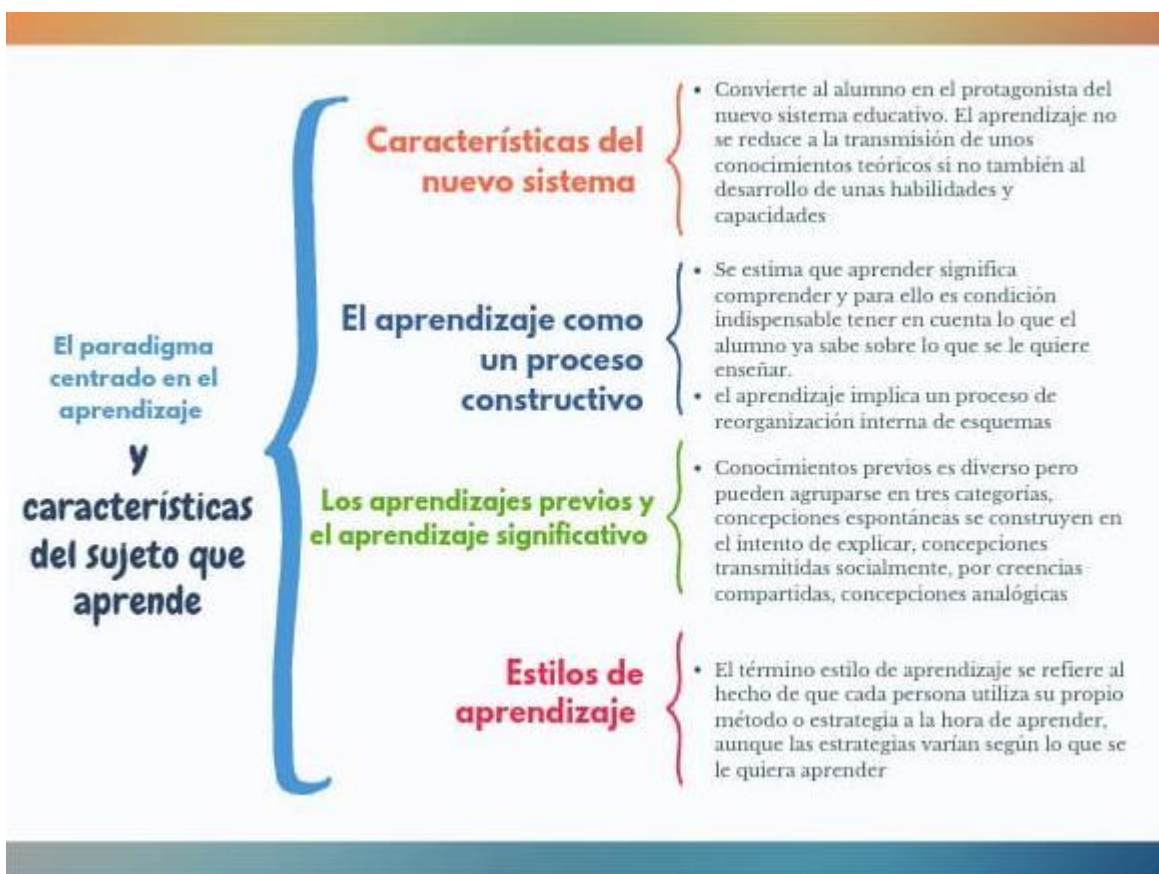 El paradigma
centrado en el
aprendizaje
y
características
del sujeto que
aprende
Características del
nuevo sistema
• Convierte al alumno en el protagonista del
nuevo sistema educativo. El aprendizaje no
se reduce a la transmisión de unos
conocimientos teóricos si no también al
desarrollo de unas habilidades y
capacidades
El aprendizaje como
un proceso
constructivo
• Se estima que aprender significa
comprender y para ello es condición
indispensable tener en cuenta lo que el
alumno ya sabe sobre lo que se le quiere
enseñar.
• el aprendizaje implica un proceso de
reorganización interna de esquemas
Los aprendizajes previos y
el aprendizaje significativo
• Conocimientos previos es diverso pero
pueden agruparse en tres categorías,
concepciones espontáneas se construyen en
el intento de explicar, concepciones
transmitidas socialmente, por creencias
compartidas, concepciones analógicas
Estilos de
aprendizaje
• El término estilo de aprendizaje se refiere al
hecho de que cada persona utiliza su propio
método o estrategia a la hora de aprender,
aunque las estrategias varían según lo que se
le quiera aprender